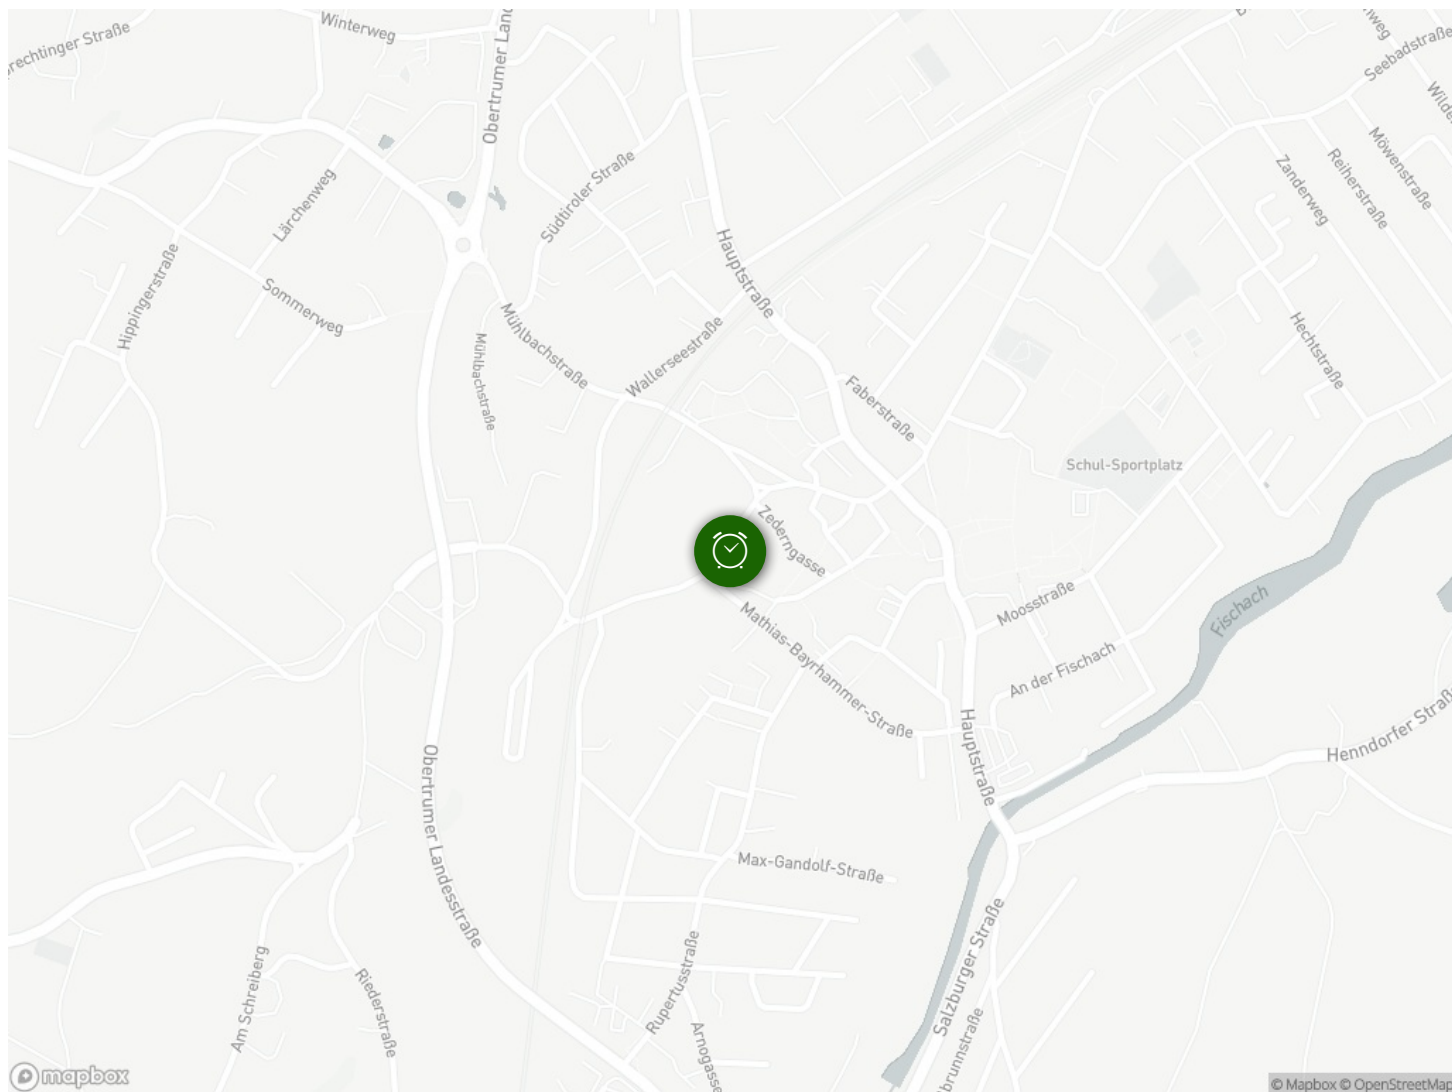 Winterweg
Obertrumer Land
Seebadstraße
Möwenstraße
Reiherstraße
Zanderweg
Lärchenweg
Südtiroler Straße
Hauptstraße
Hippingerstraße
Sommerweg
Mühlbachstraße
Mühlbachstraße
Wallerseestraße
Hechtstraße
Faberstraße
Schul-Sportplatz
Zederngasse
Fischach
Moosstraße
Mathias-Bayrhammer-Straße
An der Fischach
Hauptstraße
Henndorfer Straße
Obertrumer Landesstraße
Max-Gandolf-Straße
Salzburger Straße
Am Schreiberg
Riederstraße
Rupertusstraße
Arnogasse
mapbox
© Mapbox © OpenStreetMap